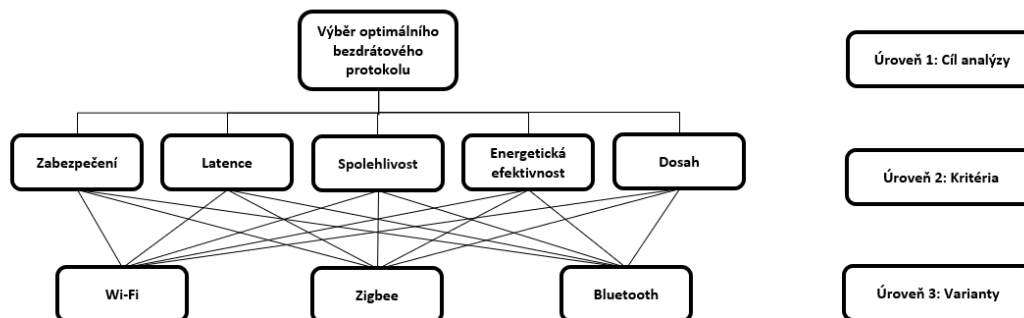 Výběr optimálního
bezdrátového
protokolu
Úroveň 1: Cíl analýzy
Zabezpečení
Latence
Spolehlivost
Energetická
efektivnost
Dosah
Úroveň 2: Kritéria
Wi-Fi
Zigbee
Bluetooth
Úroveň 3: Varianty